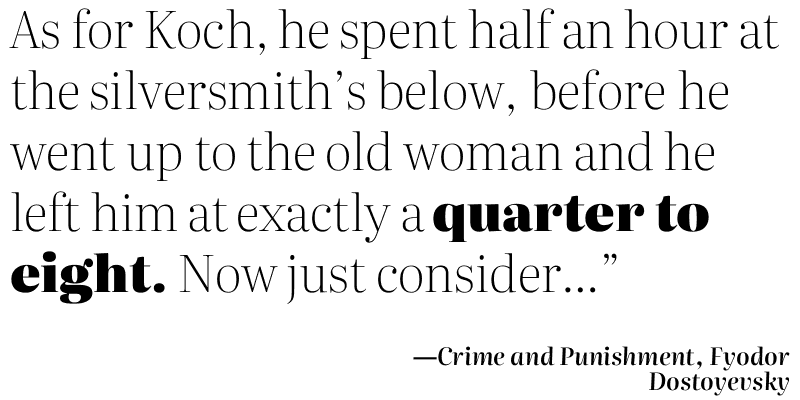 As for Koch, he spent half an hour at
the silversmith’s below, before he
went up to the old woman and he
left him at exactly a quarter to
eight. Now just consider...”
—Crime and Punishment, Fyodor
Dostoyevsky